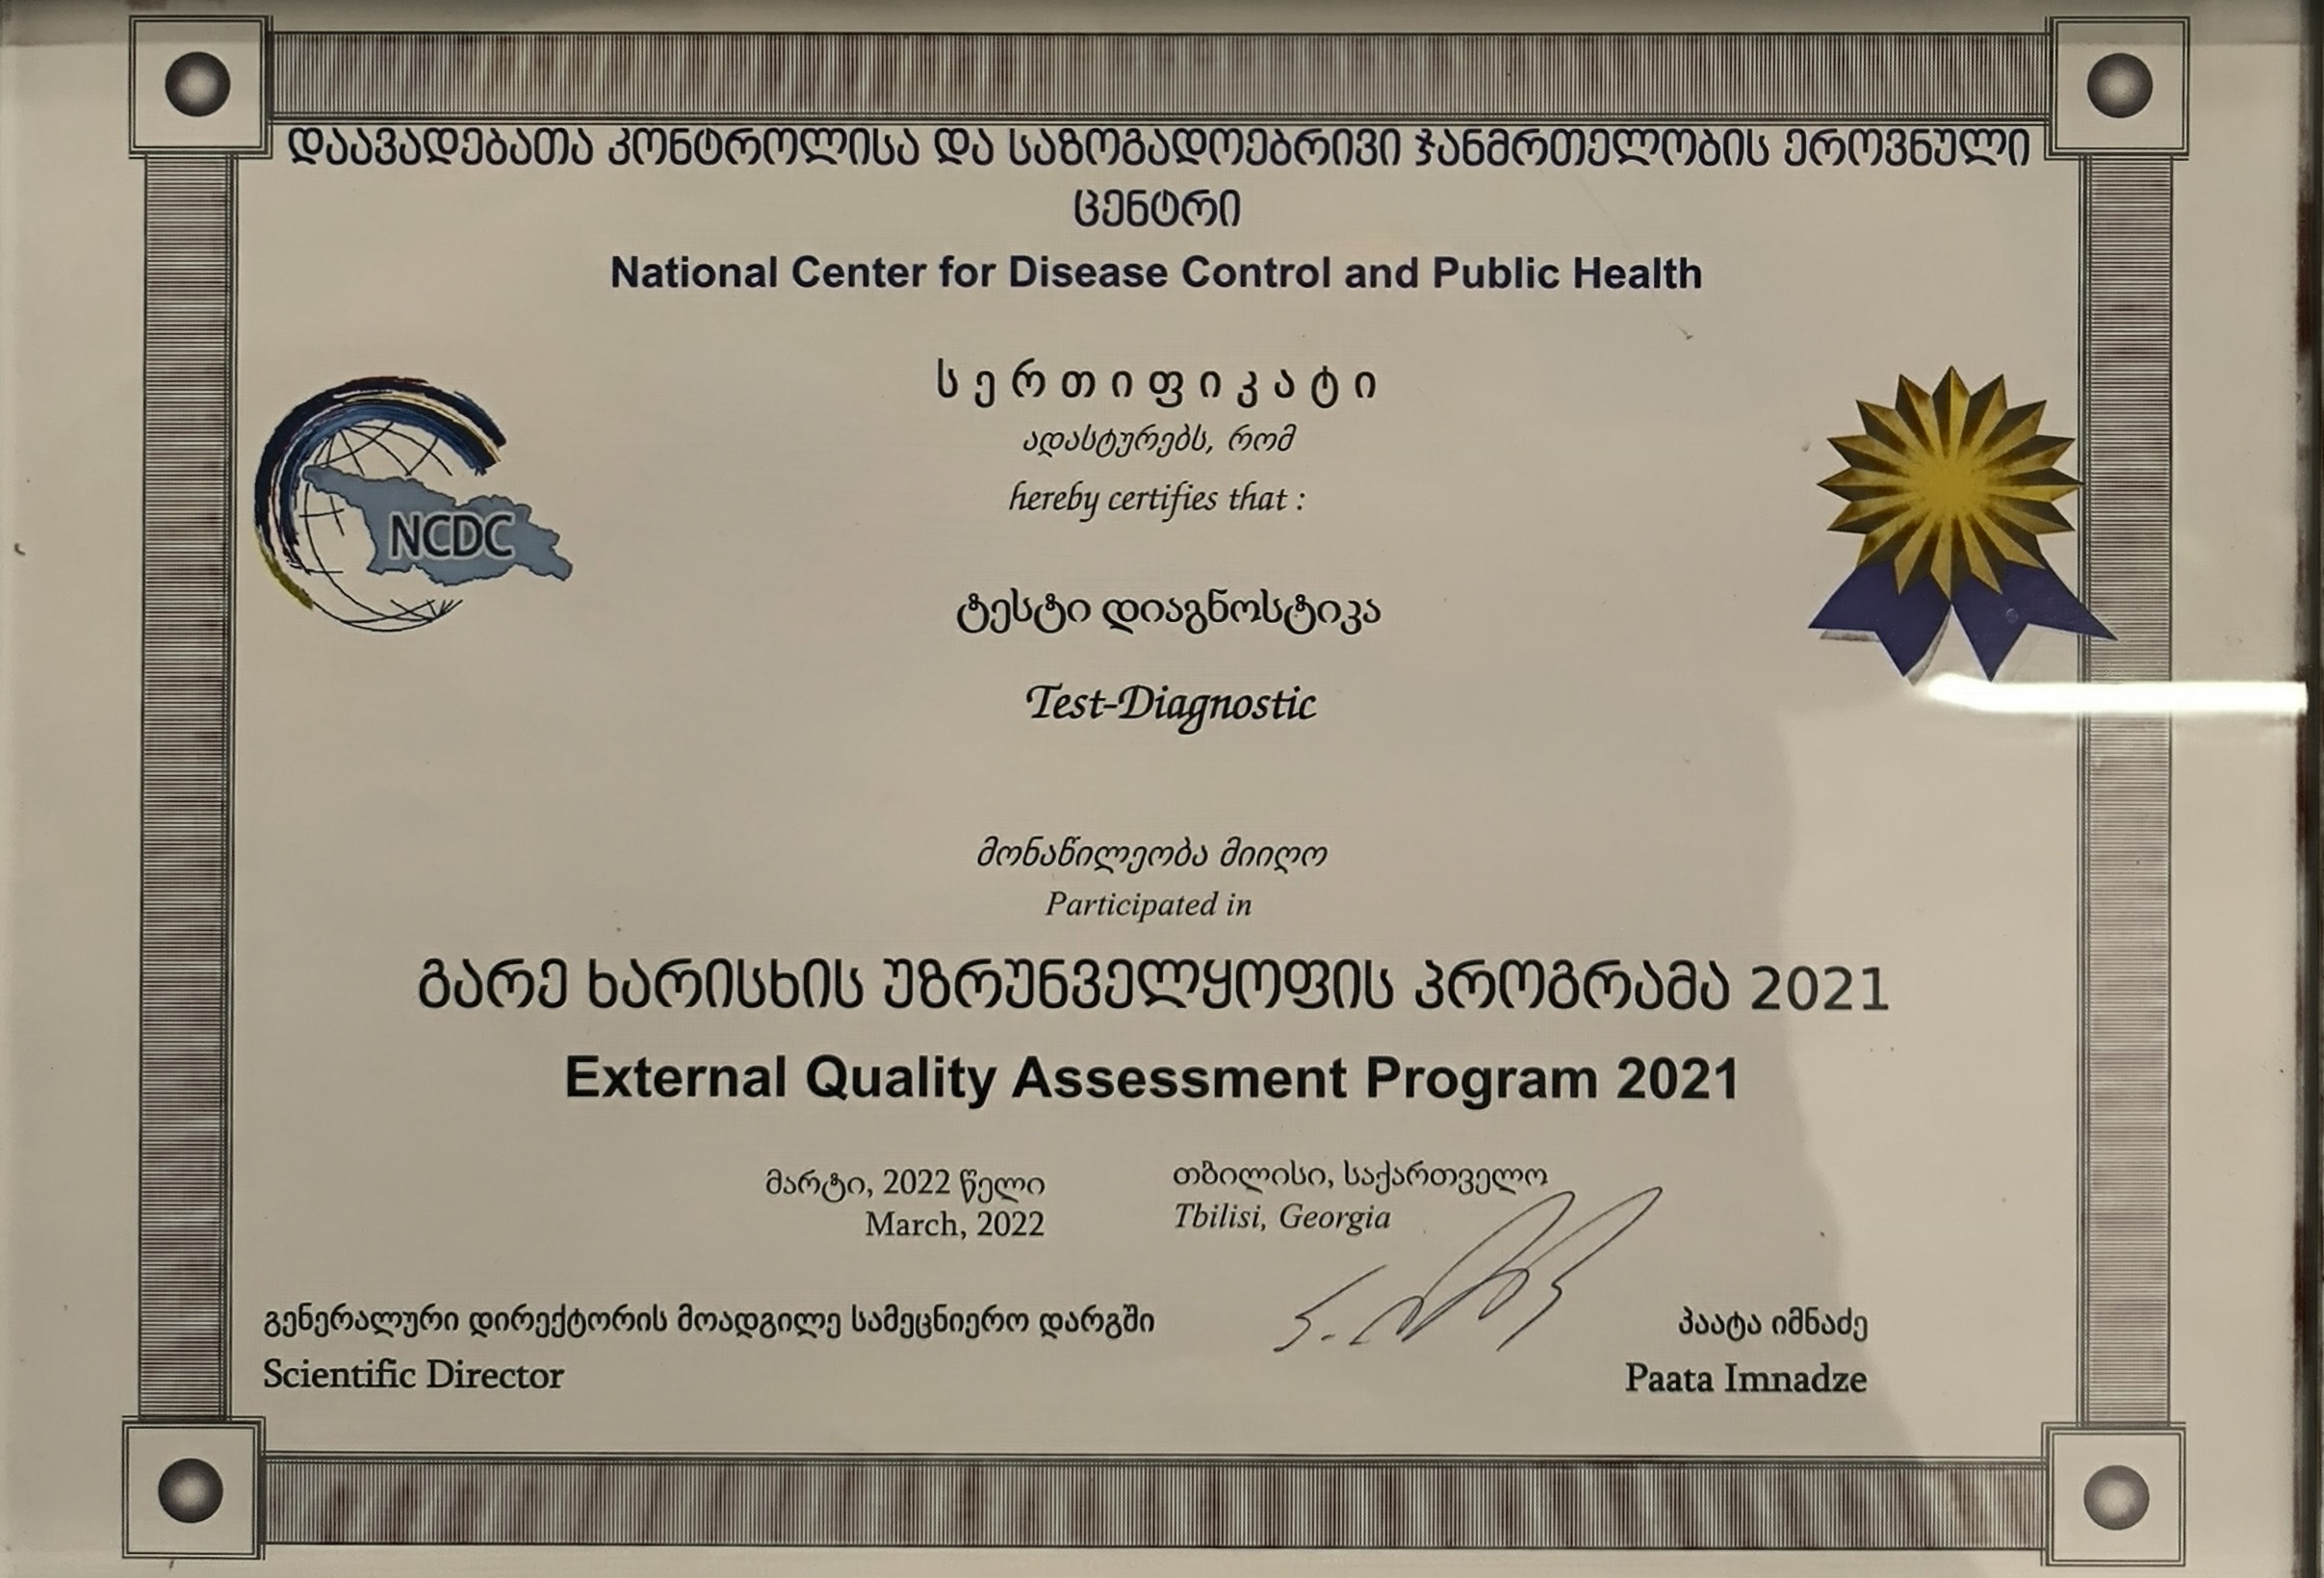 დაავადებათა კონტროლისა და საზოგადოებრივი ჯანმრთელობის ეროვნული
ცენტრი
National Center for Disease Control and Public Health
სერთიფიკატი
ადასტურებს, რომ
hereby certifies that :
NCDC
ტესტი დიაგნოსტიკა
Test-Diagnostic
მონაწილეობა მიიღო
Participated in
გარე ხარისხის უზრუნველყოფის პროგრამა 2021
External Quality Assessment Program 2021
მარტი, 2022 წელი
March, 2022
თბილისი, საქართველო
Tbilisi, Georgia
გენერალური დირექტორის მოადგილე სამეცნიერო დარგში
Scientific Director
პაატა იმნაძე
Paata Imnadze